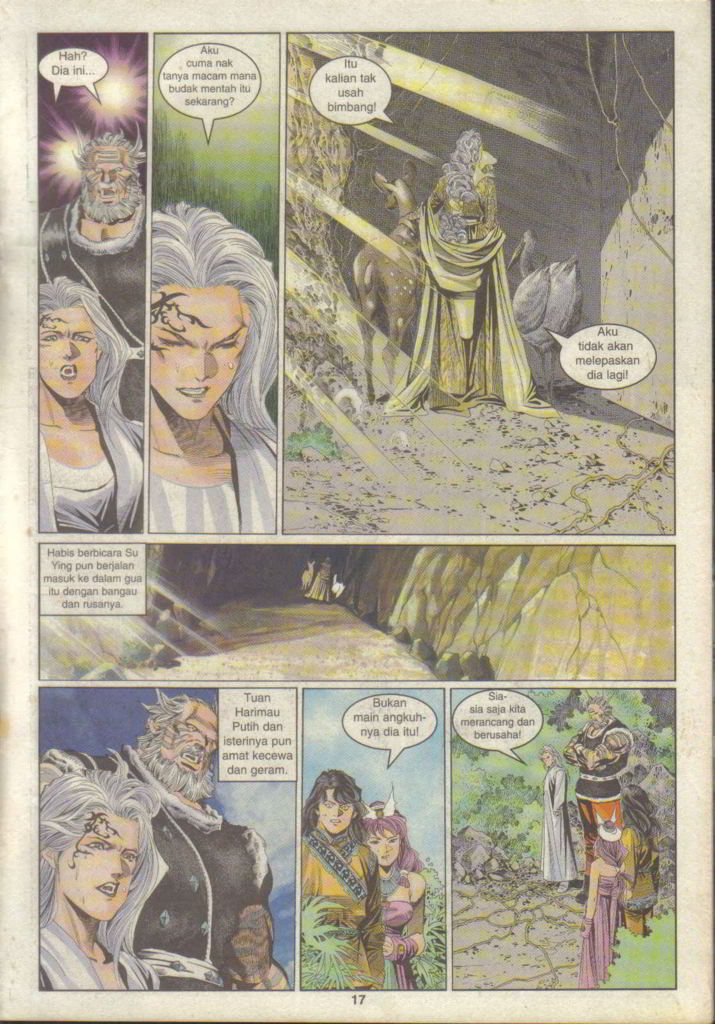 Hah?
Dia ini...
Aku
cuma nak
tanya macam mana
budak mentah itu
sekarang?
Itu
kalian tak
usah
bimbang!
Aku
tidak akan
melepaskan
dia lagi!
Habis berbicara Su
Ying pun berjalan
masuk ke dalam gua
itu dengan bangau
dan rusanya.
Tuan
Harimau
Putih dan
isterinya pun
amat kecewa
dan geram.
Bukan
main angkuh-
nya dia itu!
Sia-
sia saja kita
merancang dan
berusaha!
17